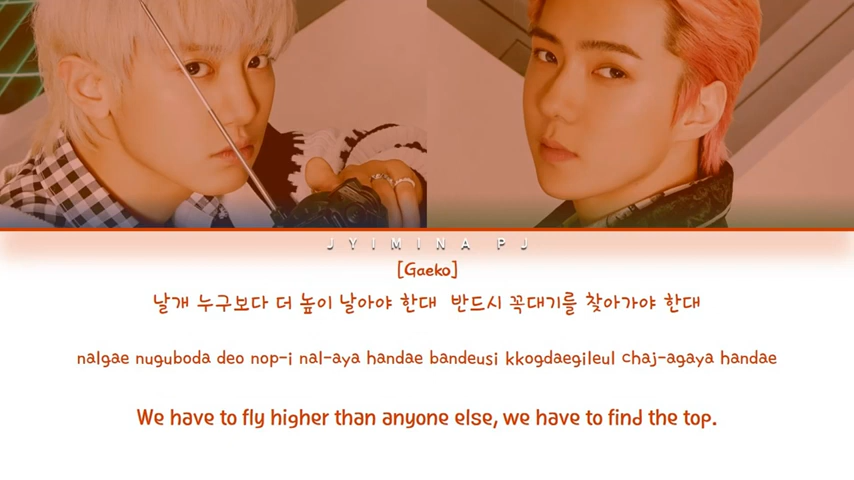 JYIMINA PJ
[Gaeko]
날개 누구보다 더 높이 날아야 한대 반드시 꼭대기를 찾아가야 한대
nalgae nuguboda deo nop-i nal-aya handae bandeusi kkogdaegileul chaj-agaya handae
We have to fly higher than anyone else, we have to find the top.